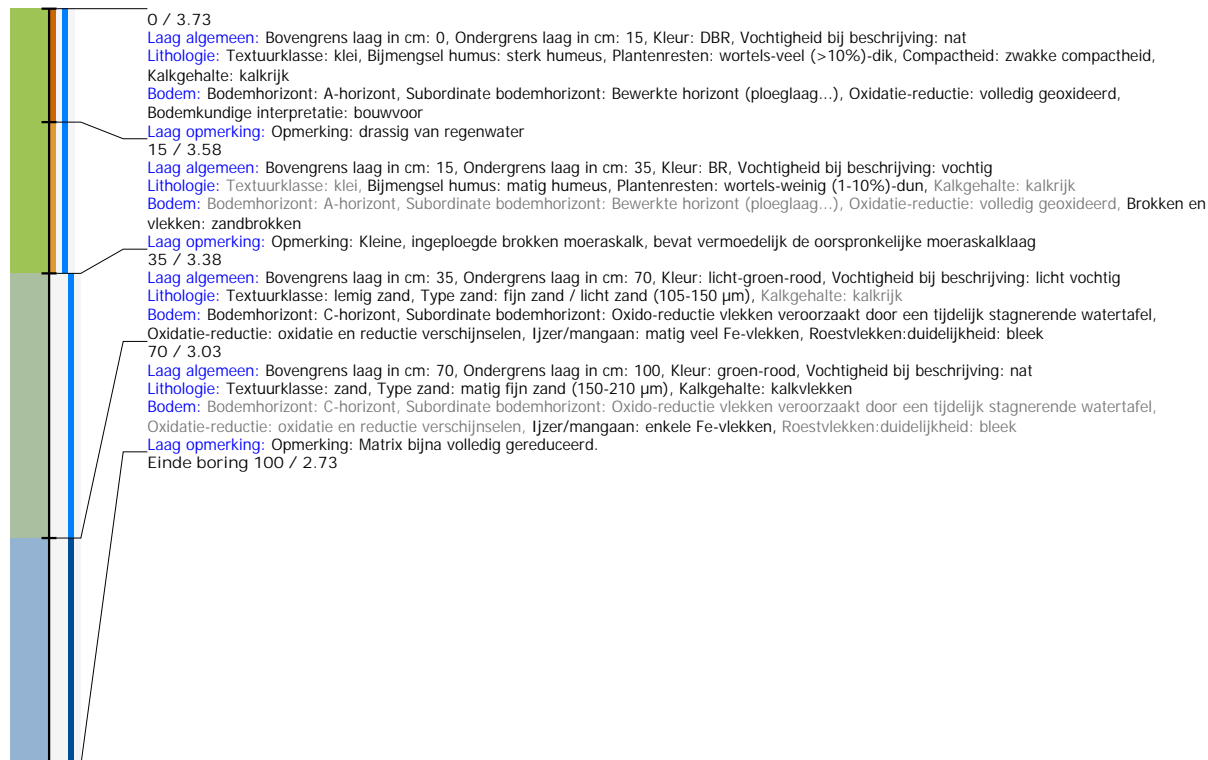 0 / 3.73
Laag algemeen: Bovengrens laag in cm: 0, Ondergrens laag in cm: 15, Kleur: DBR, Vochtigheid bij beschrijving: nat
Lithologie: Textuurklasse: klei, Bijmengsel humus: sterk humeus, Plantenresten: wortels-veel (>10%)-dik, Compactheid: zwakke compactheid,
Kalkgehalte: kalkrijk
Bodem: Bodemhorizont: A-horizont, Subordinate bodemhorizont: Bewerkte horizont (ploeglaag...), Oxidatie-reductie: volledig geoxideerd,
Bodemkundige interpretatie: bouwvoor
Laag opmerking: Opmerking: drassig van regenwater
15 / 3.58
Laag algemeen: Bovengrens laag in cm: 15, Ondergrens laag in cm: 35, Kleur: BR, Vochtigheid bij beschrijving: vochtig
Lithologie: Textuurklasse: klei, Bijmengsel humus: matig humeus, Plantenresten: wortels-weinig (1-10%)-dun, Kalkgehalte: kalkrijk
Bodem: Bodemhorizont: A-horizont, Subordinate bodemhorizont: Bewerkte horizont (ploeglaag...), Oxidatie-reductie: volledig geoxideerd, Brokken en
vlekken: zandbrokken
Laag opmerking: Opmerking: Kleine, ingeploegde brokken moeraskalk, bevat vermoedelijk de oorspronkelijke moeraskalklaag
35 / 3.38
Laag algemeen: Bovengrens laag in cm: 35, Ondergrens laag in cm: 70, Kleur: licht-groen-rood, Vochtigheid bij beschrijving: licht vochtig
Lithologie: Textuurklasse: lemig zand, Type zand: fijn zand / licht zand (105-150 µm), Kalkgehalte: kalkrijk
Bodem: Bodemhorizont: C-horizont, Subordinate bodemhorizont: Oxido-reductie vlekken veroorzaakt door een tijdelijk stagnerende watertafel,
Oxidatie-reductie: oxidatie en reductie verschijnselen, Ijzer/mangaan: matig veel Fe-vlekken, Roestvlekken:duidelijkheid: bleek
70 / 3.03
Laag algemeen: Bovengrens laag in cm: 70, Ondergrens laag in cm: 100, Kleur: groen-rood, Vochtigheid bij beschrijving: nat
Lithologie: Textuurklasse: zand, Type zand: matig fijn zand (150-210 µm), Kalkgehalte: kalkvlekken
Bodem: Bodemhorizont: C-horizont, Subordinate bodemhorizont: Oxido-reductie vlekken veroorzaakt door een tijdelijk stagnerende watertafel,
Oxidatie-reductie: oxidatie en reductie verschijnselen, Ijzer/mangaan: enkele Fe-vlekken, Roestvlekken:duidelijkheid: bleek
Laag opmerking: Opmerking: Matrix bijna volledig gereduceerd.
Einde boring 100 / 2.73